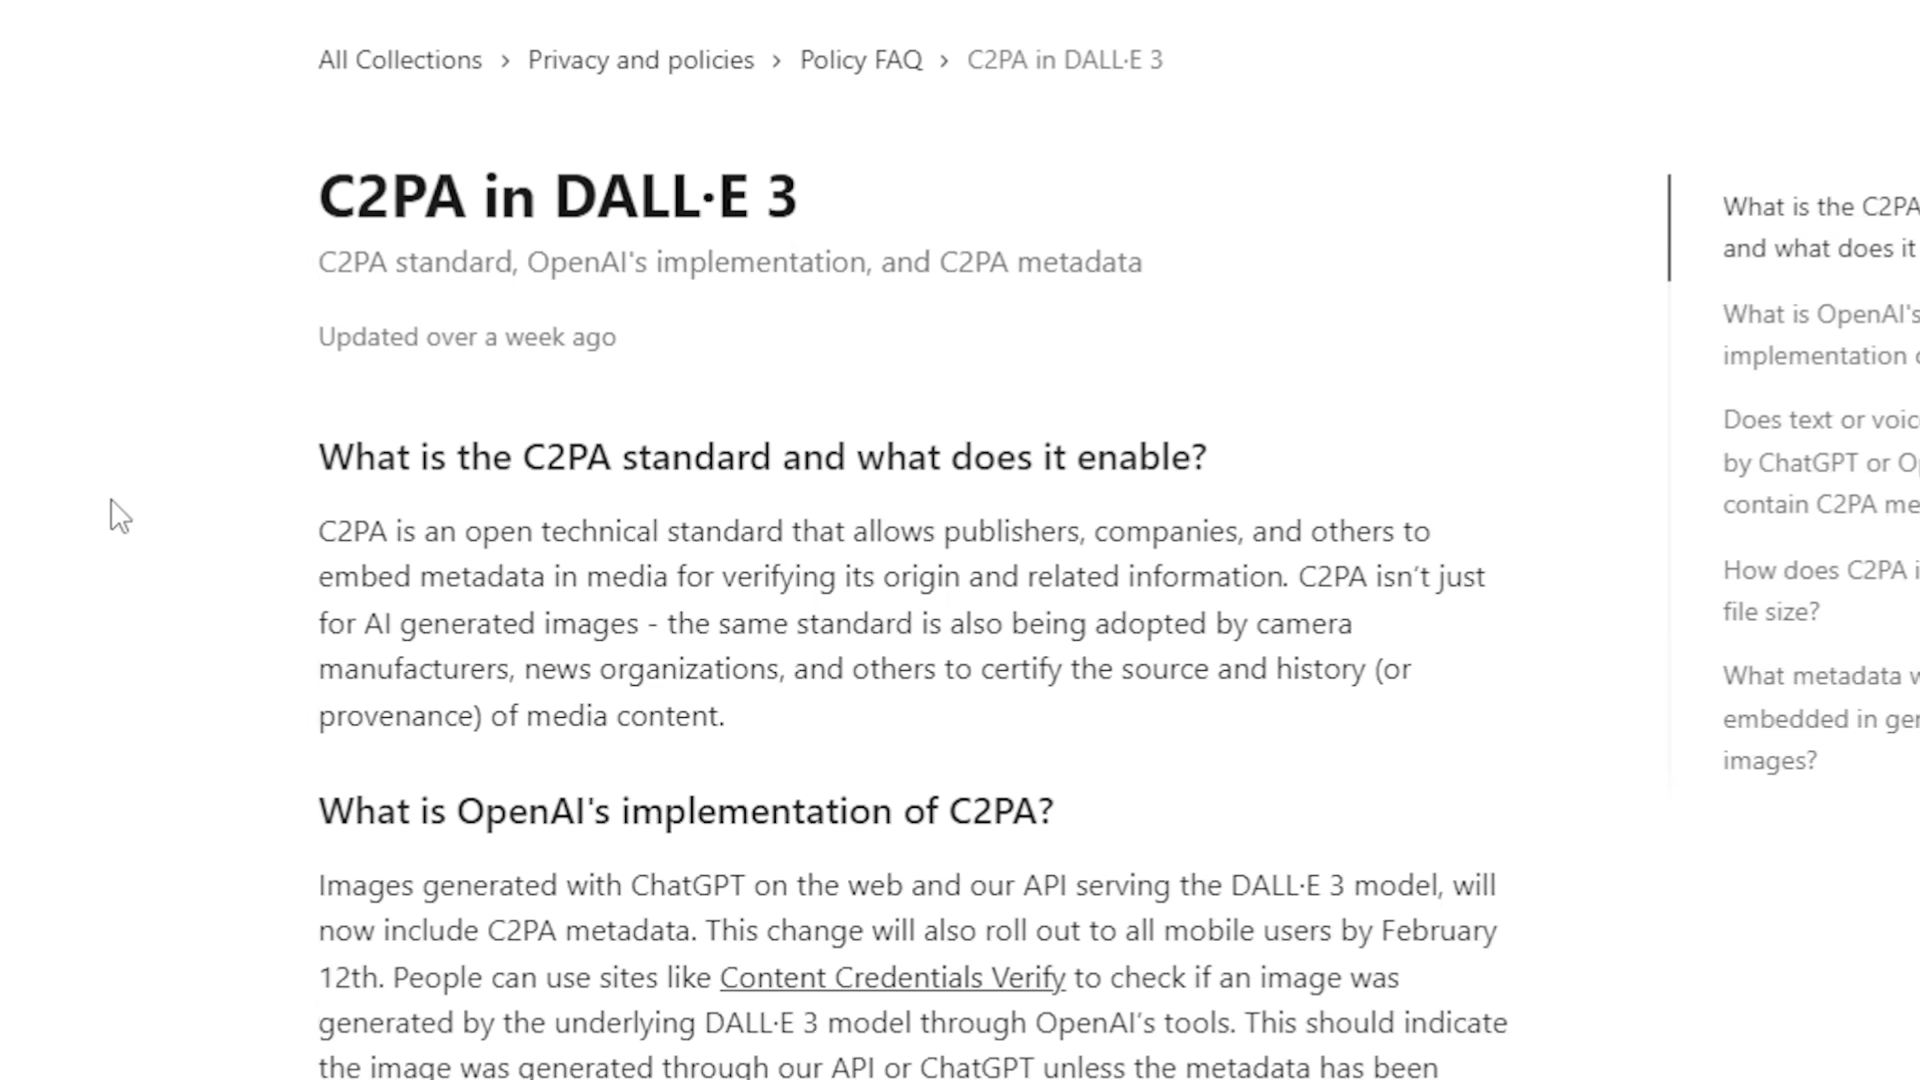 All Collections > Privacy and policies > Policy FAQ > C2PA in DALL·E 3
C2PA in DALL·E 3
C2PA standard, OpenAI's implementation, and C2PA metadata
Updated over a week ago
What is the C2PA standard and what does it enable?
C2PA is an open technical standard that allows publishers, companies, and others to
embed metadata in media for verifying its origin and related information. C2PA isn’t just
for AI generated images - the same standard is also being adopted by camera
manufacturers, news organizations, and others to certify the source and history (or
provenance) of media content.
What is OpenAI's implementation of C2PA?
Images generated with ChatGPT on the web and our API serving the DALL·E 3 model, will
now include C2PA metadata. This change will also roll out to all mobile users by February
12th. People can use sites like Content Credentials Verify to check if an image was
generated by the underlying DALL·E 3 model through OpenAI’s tools. This should indicate
the image was generated through our API or ChatGPT unless the metadata has been
What is the C2PA
and what does it
What is OpenAI's
implementation
Does text or
by ChatGPT or
contain C2PA
How does C2PA
file size?
What metadata
embedded in
images?